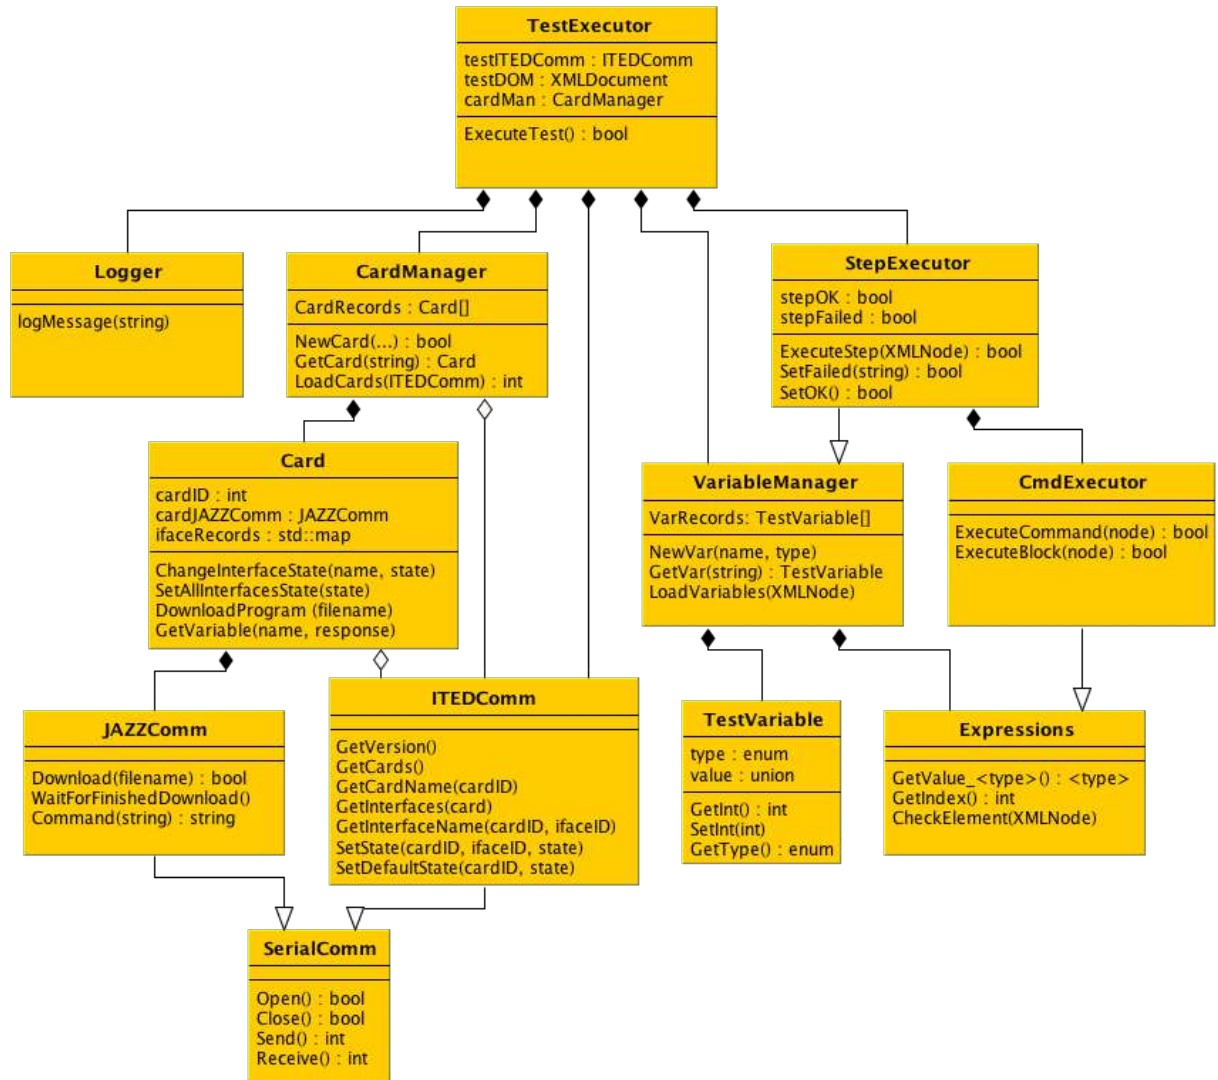 TestExecutor
testITEDComm : ITEDComm
testDOM : XMLDocument
cardMan : CardManager
ExecuteTest() : bool
Logger
logMessage(string)
CardManager
CardRecords : Card[]
NewCard(...) : bool
GetCard(string) : Card
LoadCards(ITEDComm) : int
StepExecutor
stepOK : bool
stepFailed : bool
ExecuteStep(XMLNode) : bool
SetFailed(string) : bool
SetOK() : bool
Card
cardID : int
cardJAZZComm : JAZZComm
ifaceRecords : std::map
ChangeInterfaceState(name, state)
SetAllInterfacesState(state)
DownloadProgram (filename)
GetVariable(name, response)
VariableManager
VarRecords: TestVariable[]
NewVar(name, type)
GetVar(string) : TestVariable
LoadVariables(XMLNode)
CmdExecutor
ExecuteCommand(node) : bool
ExecuteBlock(node) : bool
JAZZComm
Download(filename) : bool
WaitForFinishedDownload()
Command(string) : string
ITEDComm
GetVersion()
GetCards()
GetCardName(cardID)
GetInterfaces(card)
GetInterfaceName(cardID, ifaceID)
SetState(cardID, ifaceID, state)
SetDefaultState(cardID, state)
TestVariable
type : enum
value : union
GetInt() : int
SetInt(int)
GetType() : enum
Expressions
GetValue_<type>() : <type>
GetIndex() : int
CheckElement(XMLNode)
SerialComm
Open() : bool
Close() : bool
Send() : int
Receive() : int